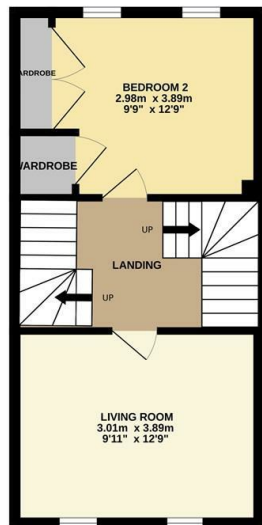 ARDROBE
BEDROOM 2
2.98m x 3.89m
9'9" x 12'9"
WARDROBE
UP
LANDING
UP
LIVING ROOM
3.01m x 3.89m
9'11" x 12'9"